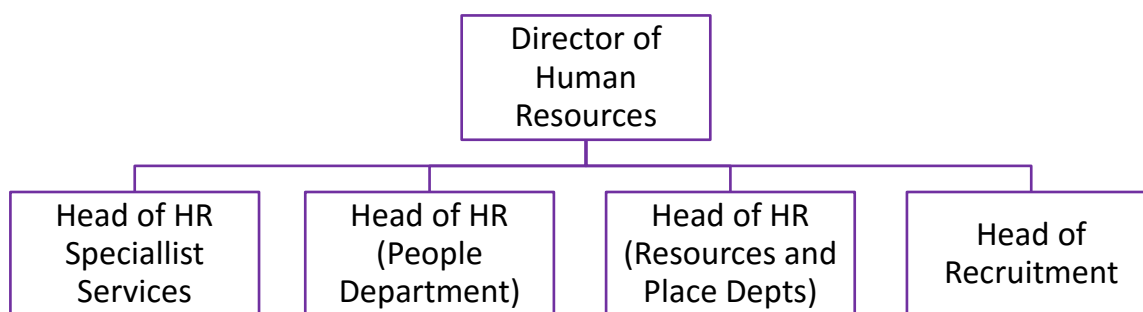 Director of
Human
Resources
Head of HR
Speciallist
Services
Head of HR
(People
Department)
Head of HR
(Resources and
Place Depts)
Head of
Recruitment